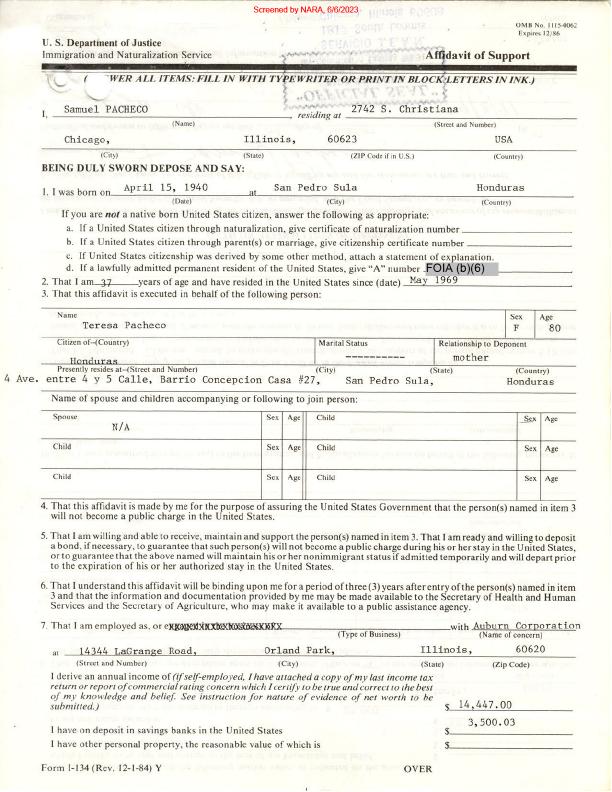 Screened by NARA, 6/6/2023
OMB No. 1115-0062
Expires 12/86
U. S. Department of Justice
Immigration and Naturalization Service
Affidavit of Support
WER ALL ITEMS: FILL IN WITH TYPEWRITER OR PRINT IN BLOCK LETTERS IN INK.)
"OFFICIAL SEAL"
I, Samuel PACHECO residing at 2742 S. Christiana
(Name) (Street and Number)
Chicago, Illinois, 60623 USA
(City) (State) (ZIP Code if in U.S.) (Country)
BEING DULY SWORN DEPOSE AND SAY:
1. I was born on April 15, 1940 at San Pedro Sula Honduras
(Date) (City) (Country)
If you are not a native born United States citizen, answer the following as appropriate:
a. If a United States citizen through naturalization, give certificate of naturalization number
b. If a United States citizen through parent(s) or marriage, give citizenship certificate number
c. If United States citizenship was derived by some other method, attach a statement of explanation.
d. If a lawfully admitted permanent resident of the United States, give "A" number FOIA (b)(6)
2. That I am 37 years of age and have resided in the United States since (date) May 1969
3. That this affidavit is executed in behalf of the following person:
Name Sex Age
Teresa Pacheco F 80
Citizen of-(Country) Marital Status Relationship to Deponent
Honduras ---------- mother
Presently resides at-(Street and Number) (City) (State) (Country)
4 Ave. entre 4 y 5 Calle, Barrio Concepcion Casa #27, San Pedro Sula, Honduras
Name of spouse and children accompanying or following to join person:
Spouse Sex Age Child Sex Age
N/A
Child Sex Age Child Sex Age
Child Sex Age Child Sex Age
4. That this affidavit is made by me for the purpose of assuring the United States Government that the person(s) named in item 3
will not become a public charge in the United States.
5. That I am willing and able to receive, maintain and support the person(s) named in item 3. That I am ready and willing to deposit
a bond, if necessary, to guarantee that such person(s) will not become a public charge during his or her stay in the United States,
or to guarantee that the above named will maintain his or her nonimmigrant status if admitted temporarily and will depart prior
to the expiration of his or her authorized stay in the United States.
6. That I understand this affidavit will be binding upon me for a period of three (3) years after entry of the person(s) named in item
3 and that the information and documentation provided by me may be made available to the Secretary of Health and Human
Services and the Secretary of Agriculture, who may make it available to a public assistance agency.
7. That I am employed as, or with Auburn Corporation
(Type of Business) (Name of concern)
at 14344 LaGrange Road, Orland Park, Illinois, 60620
(Street and Number) (City) (State) (Zip Code)
I derive an annual income of (if self-employed, I have attached a copy of my last income tax
return or report of commercial rating concern which I certify to be true and correct to the best
of my knowledge and belief. See instruction for nature of evidence of net worth to be
submitted.) $ 14,447.00
I have on deposit in savings banks in the United States $ 3,500.03
I have other personal property, the reasonable value of which is $
Form I-134 (Rev. 12-1-84) Y OVER